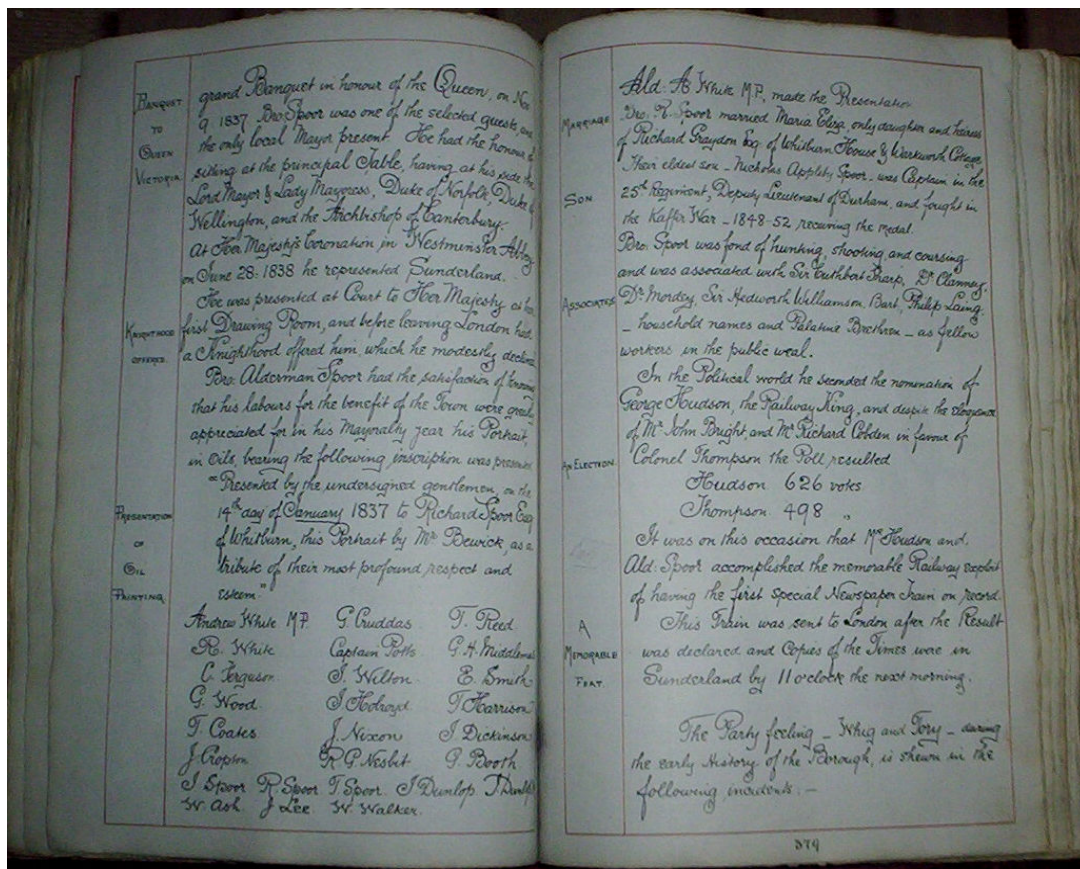 BANQUET
TO
QUEEN
VICTORIA.
grand Banquet in honour of the Queen, on Nov
9. 1837. Bro: Spoor was one of the selected guests, and
the only local Mayor present. He had the honour of
sitting at the principal Table, having at his side the
Lord Mayor & Lady Mayoress, Duke of Norfolk, Duke of
Wellington, and the Archbishop of Canterbury.
At Her Majesty's Coronation in Westminster Abbey
on June 28: 1838 he represented Sunderland.
He was presented at Court to Her Majesty at her
KNIGHTHOOD
OFFERED.
first Drawing Room, and before leaving London had
a Knighthood offered him, which he modestly declined
Bro: Alderman Spoor had the satisfaction of knowing
that his labours for the benefit of the Town were greatly
appreciated for in his Mayoralty year his Portrait,
in Oils, bearing the following inscription was presented
PRESENTATION
OF
OIL
PAINTING.
"Presented by the undersigned gentlemen, on the
14th day of January 1837 to Richard Spoor Esq
of Whitburn, this Portrait by Mr Bewick, as a
tribute of their most profound respect and
esteem."
Andrew White M.P. G. Cruddas T. Reed
R. White Captain Potts G. H. Middlemas
C. Ferguson J. Wilton E. Smith
G. Wood. J. Holroyd T. Harrison
T. Coates J. Nixon J. Dickinson
J. Cropton R G Nesbit G. Booth
J. Spoor R. Spoor T. Spoor. J Dunlop. T. Dunlop
W. Ash. J. Lee. W. Walker.
Ald: A. White M.P., made the Presentation
MARRIAGE
Bro: R. Spoor married Maria Eliza, only daughter and heiress
of Richard Graydon Esq. of Whitburn House & Warkworth Cottage
Their eldest son - Nicholas Appleby Spoor - was Captain in the
SON
25th Regiment, Deputy Lieutenant of Durham, and fought in
the Kaffir War - 1848-52 receiving the medal.
Bro: Spoor was fond of hunting, shooting and coursing
and was associated with Sir Cuthbert Sharp, Dr Clanny,
ASSOCIATES
Dr Mordey, Sir Hedworth Williamson, Bart, Philip Laing,
- household names and Palatine Brethren - as fellow
workers in the public weal.
In the Political world he seconded the nomination of
George Hudson, the Railway King, and despite the eloquence
of Mr John Bright, and Mr Richard Cobden in favour of
AN ELECTION.
Colonel Thompson the Poll resulted
Hudson 626 votes
Thompson 498 "
It was on this occasion that Mr Hudson and
Ald: Spoor accomplished the memorable Railway exploit
of having the first special Newspaper Train on record.
A
MEMORABLE
FEAT.
This Train was sent to London after the Result
was declared and Copies of the Times were in
Sunderland by 11 o'clock the next morning.
The Party feeling - Whig and Tory - during
the early History of the Borough, is shewn in the
following incidents: -
379